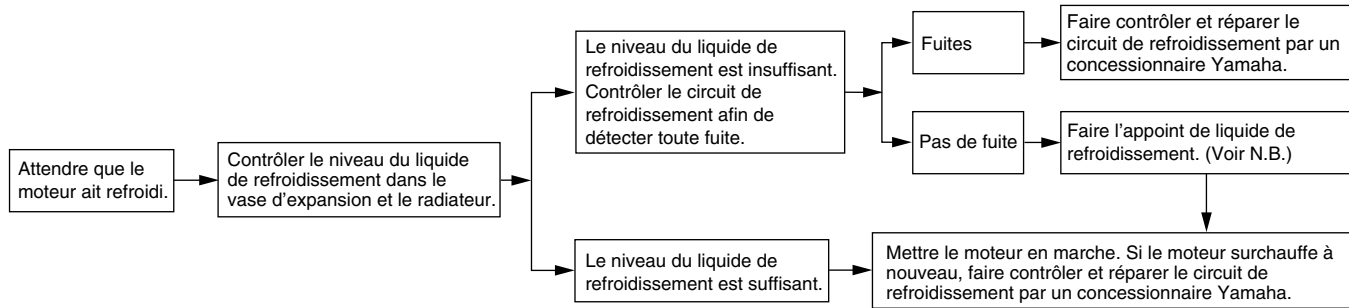 Attendre que le
moteur ait refroidi.
Contrôler le niveau du liquide
de refroidissement dans le
vase d'expansion et le radiateur.
Le niveau du liquide de
refroidissement est insuffisant.
Contrôler le circuit de
refroidissement afin de
détecter toute fuite.
Fuites
Faire contrôler et réparer le
circuit de refroidissement par un
concessionnaire Yamaha.
Pas de fuite
Faire l'appoint de liquide de
refroidissement. (Voir N.B.)
Le niveau du liquide de
refroidissement est suffisant.
Mettre le moteur en marche. Si le moteur surchauffe à
nouveau, faire contrôler et réparer le circuit de
refroidissement par un concessionnaire Yamaha.